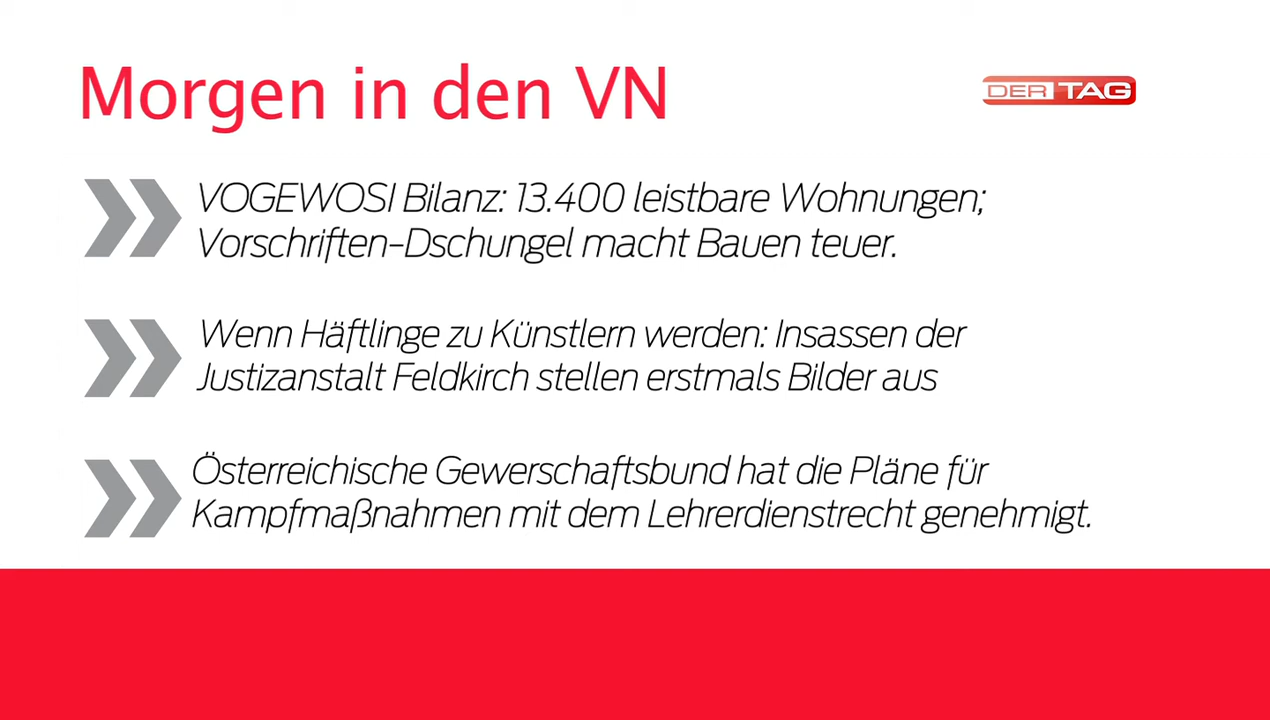 Morgen in den VN
DER TAG
VOGEWOSI Bilanz: 13.400 leistbare Wohnungen;
Vorschriften-Dschungel macht Bauen teuer.
Wenn Häftlinge zu Künstlern werden: Insassen der
Justizanstalt Feldkirch stellen erstmals Bilder aus
Österreichische Gewerschaftsbund hat die Pläne für
Kampfmaßnahmen mit dem Lehrerdienstrecht genehmigt.